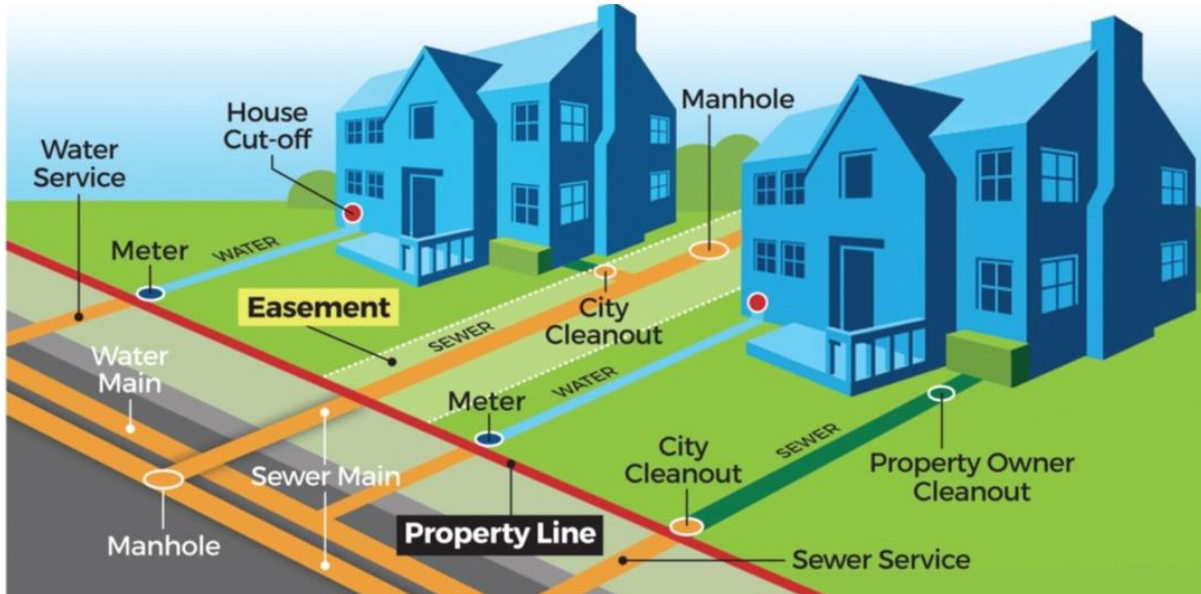 House
Cut-off
Manhole
Water
Service
Meter
WATER
Easement
SEWER
City
Cleanout
Water
Main
Meter
WATER
Sewer Main
City
Cleanout
SEWER
Property Owner
Cleanout
Manhole
Property Line
Sewer Service